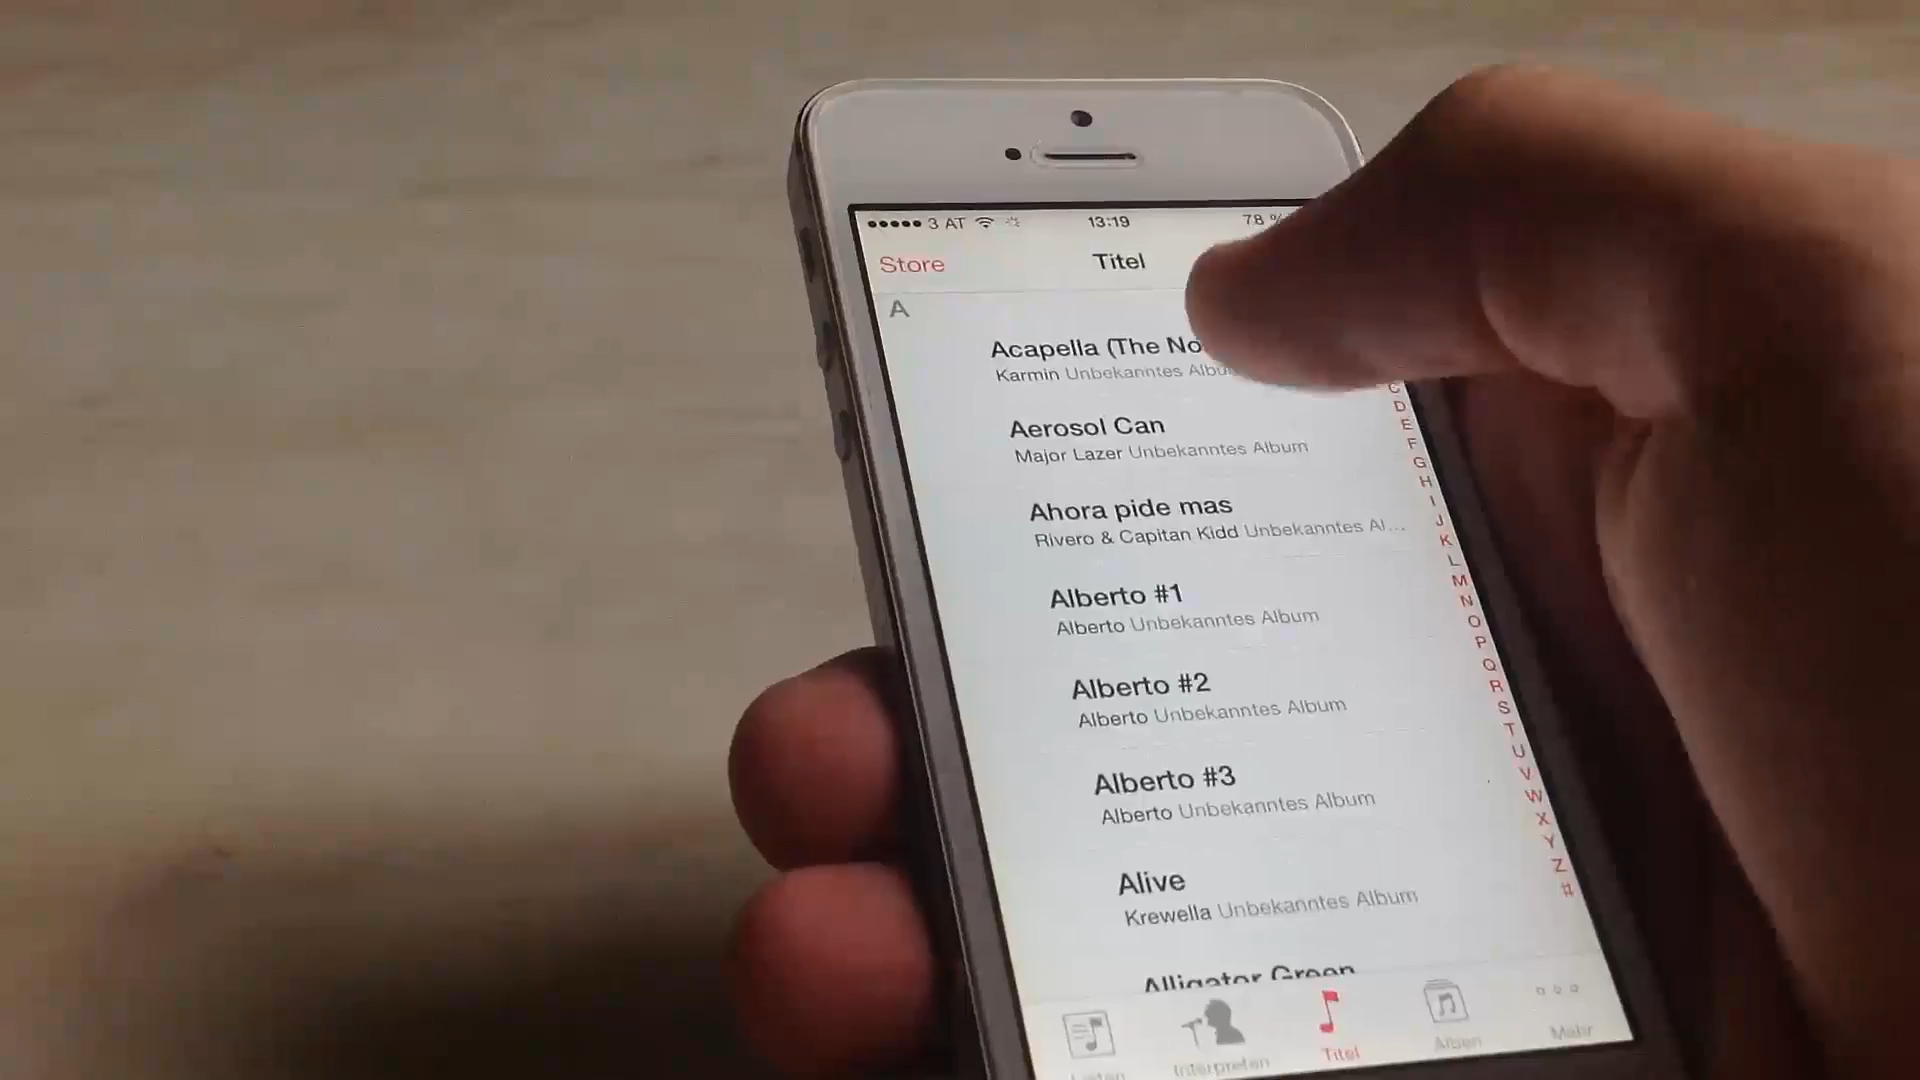 3 AT 13:19 78 %
Store Titel
A
Acapella (The No
Karmin Unbekanntes Albu
Aerosol Can
Major Lazer Unbekanntes Album
Ahora pide mas
Rivero & Capitan Kidd Unbekanntes Al...
Alberto #1
Alberto Unbekanntes Album
Alberto #2
Alberto Unbekanntes Album
Alberto #3
Alberto Unbekanntes Album
Alive
Krewella Unbekanntes Album
Alligator Green
C
D
E
F
G
H
I
J
K
L
M
N
O
P
Q
R
S
T
U
V
W
X
Y
Z
#
Listen Interpreten Titel Alben Mehr